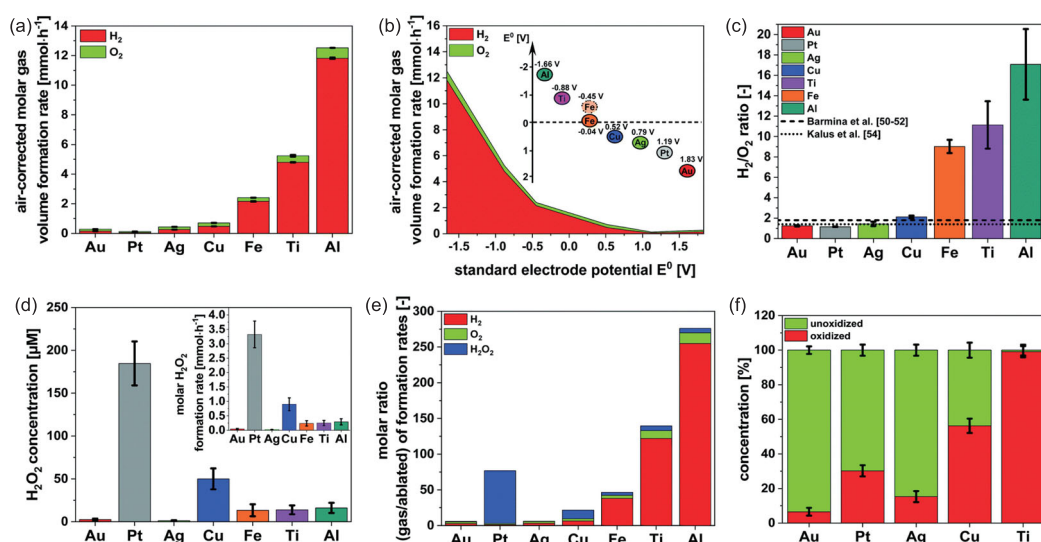 (a)
air-corrected molar gas
volume formation rate [mmol·h⁻¹]
16
14
12
10
8
6
4
2
0
H₂
O₂
Au Pt Ag Cu Fe Ti Al
(b)
air-corrected molar gas
volume formation rate [mmol·h⁻¹]
16
14
12
10
8
6
4
2
0
H₂
O₂
E⁰ [V]
-2
-1
0
1
2
-1.66 V
Al
-0.88 V
Ti
-0.45 V
Fe
Fe
-0.04 V
0.52 V
Cu
0.79 V
Ag
1.19 V
Pt
1.83 V
Au
-1.5 -1.0 -0.5 0.0 0.5 1.0 1.5
standard electrode potential E⁰ [V]
(c)
H₂/O₂ ratio [-]
20
18
16
14
12
10
8
6
4
2
0
Au
Pt
Ag
Cu
Ti
Fe
Al
Barmina et al. [50-52]
Kalus et al. [54]
Au Pt Ag Cu Fe Ti Al
(d)
H₂O₂ concentration [µM]
250
200
150
100
50
0
molar H₂O₂
formation rate [mmol·h⁻¹]
4.0
3.5
3.0
2.5
2.0
1.5
1.0
0.5
0.0
Au Pt Ag Cu Fe Ti Al
Au Pt Ag Cu Fe Ti Al
(e)
molar ratio
(gas/ablated) of formation rates [-]
300
250
200
150
100
50
0
H₂
O₂
H₂O₂
Au Pt Ag Cu Fe Ti Al
(f)
concentration [%]
120
100
80
60
40
20
0
unoxidized
oxidized
Au Pt Ag Cu Ti